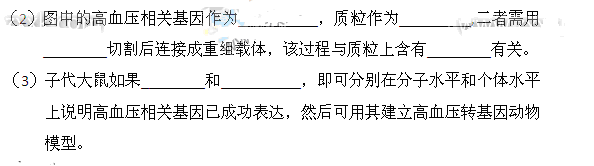 （2）图中的高血压相关基因作为________，质粒作为________,二者需用
________切割后连接成重组载体，该过程与质粒上含有________有关。
（3）子代大鼠如果________和________，即可分别在分子水平和个体水平
上说明高血压相关基因已成功表达，然后可用其建立高血压转基因动物
模型。